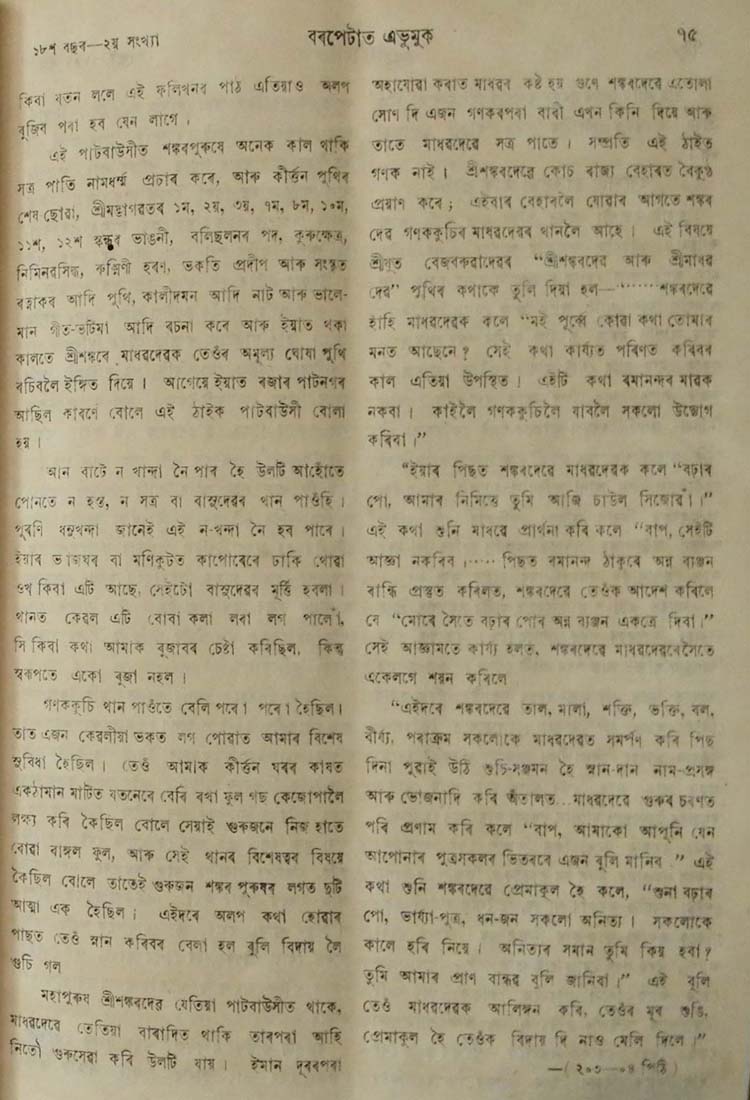 ১৮শ বছৰ—২য় সংখ্যা
বৰপেটাত এভুমুক
৭৫
কিবা যতন ললে এই ফলিখনৰ পাঠ এতিয়াও অলপ
বুজিব পৰা হব যেন লাগে ।
এই পাটবাউসীত শঙ্কৰপুৰুষে অনেক কাল থাকি
সত্ৰ পাতি নামধৰ্ম্ম প্ৰচাৰ কৰে, আৰু কীৰ্ত্তন পুথিৰ
শেষ ছোৱা, শ্ৰীমদ্ভাগৱতৰ ১ম, ২য়, ৩য়, ৭ম, ৮ম, ১০ম,
১১শ, ১২শ স্কন্ধৰ ভাঙনী, বলিছলনৰ পদ, কুৰুক্ষেত্ৰ,
নিমিনৱসিদ্ধ, ৰুক্মিণী হৰণ, ভকতি প্ৰদীপ আৰু সংস্কৃত
ৰত্নাকৰ আদি পুথি, কালীদমন আদি নাট আৰু ভালে-
মান গীত-ভটিমা আদি ৰচনা কৰে আৰু ইয়াত থকা
কালতে শ্ৰীশঙ্কৰে মাধৱদেৱক তেওঁৰ অমূল্য ঘোষা পুথি
ৰচিবলৈ ইঙ্গিত দিয়ে । আগেয়ে ইয়াত ৰজাৰ পাটনগৰ
আছিল কাৰণে বোলে এই ঠাইক পাটবাউসী বোলা
হয় ।
আন বাটে ন খান্দা নৈ পাৰ হৈ উলটি আহোঁতে
পোনতে ন হস্ত, ন সত্ৰ বা বাসুদেৱৰ থান পাওঁহি ।
পুৰণি ধনুখন্দা জানেই এই ন-খন্দা নৈ হব পাৰে ।
ইয়াৰ ভাজঘৰ বা মণিকুটত কাপোৰেৰে ঢাকি থোৱা
ওখ কিবা এটি আছে, সেইটো বাসুদেৱৰ মূৰ্ত্তি হবলা ।
থানত কেৱল এটি বোবা কলা লৰা লগ পালোঁ,
সি কিবা কথা আমাক বুজাবৰ চেষ্টা কৰিছিল, কিন্তু
স্বৰূপতে একো বুজা নহল ।
গণককুচি থান পাওঁতে বেলি পৰোঁ পৰোঁ হৈছিল ।
তাত এজন কেৱলীয়া ভকত লগ পোৱাত আমাৰ বিশেষ
সুবিধা হৈছিল । তেওঁ আমাক কীৰ্ত্তন ঘৰৰ কাষত
একঠামান মাটিত যতনেৰে বেৰি ৰখা ফুল গছ কেজোপালৈ
লক্ষ্য কৰি কৈছিল বোলে সেয়াই গুৰুজনে নিজ হাতে
ৰোৱা বাঙ্গল ফুল, আৰু সেই থানৰ বিশেষত্বৰ বিষয়ে
কৈছিল বোলে তাতেই গুৰুজন শঙ্কৰ পুৰুষৰ লগত দুটি
আত্মা এক হৈছিল ; এইদৰে অলপ কথা হোৱাৰ
পাছত তেওঁ স্নান কৰিবৰ বেলা হল বুলি বিদায় লৈ
গুচি গল
মহাপুৰুষ শ্ৰীশঙ্কৰদেৱ যেতিয়া পাটবাউসীত থাকে,
মাধৱদেৱে তেতিয়া বাৰাদিত থাকি তাৰপৰা আহি
নিতৌ গুৰুসেৱা কৰি উলটি যায় । ইমান দূৰৰপৰা
অহাযোৱা কৰাত মাধৱৰ কষ্ট হয় গুণে শঙ্কৰদেৱে এতোলা
সোণ দি এজন গণকৰপৰা বাৰী এখন কিনি দিয়ে আৰু
তাতে মাধৱদেৱে সত্ৰ পাতে । সম্প্ৰতি এই ঠাইত
গণক নাই । শ্ৰীশঙ্কৰদেৱে কোচ ৰাজ্য বেহাৰত বৈকুণ্ঠ
প্ৰয়াণ কৰে ; এইবাৰ বেহাৰলৈ যোৱাৰ আগতে শঙ্কৰ
দেৱ গণককুচিৰ মাধৱদেৱৰ থানলৈ আহে । এই বিষয়ে
শ্ৰীযুত বেজবৰুৱাদেৱৰ “শ্ৰীশঙ্কৰদেৱ আৰু শ্ৰীমাধৱ
দেৱ” পুথিৰ কথাকে তুলি দিয়া হল—‘······শঙ্কৰদেৱে
হাহি মাধৱদেৱক কলে “মই পূৰ্ব্বে কোৱা কথা তোমাৰ
মনত আছেনে ? সেই কথা কাৰ্য্যত পৰিণত কৰিবৰ
কাল এতিয়া উপস্থিত । এইটি কথা ৰমানন্দৰ মাৱক
নকবা । কাইলৈ গণককুচিলৈ যাবলৈ সকলো উদ্যোগ
কৰিবা ।”
“ইয়াৰ পিছত শঙ্কৰদেৱে মাধৱদেৱক কলে “বঢ়াৰ
পো, আমাৰ নিমিত্তে তুমি আজি চাউল সিজোৱাঁ ।”
এই কথা শুনি মাধৱে প্ৰাৰ্থনা কৰি কলে “বাপ, সেইটি
আজ্ঞা নকৰিব ।····· পিছত ৰমানন্দ ঠাকুৰে অন্ন ব্যঞ্জন
ৰান্ধি প্ৰস্তুত কৰিলত, শঙ্কৰদেৱে তেওঁক আদেশ কৰিলে
যে “মোৰে সৈতে বঢ়াৰ পোৰ অন্ন ব্যঞ্জন একত্ৰে দিবা ।”
সেই আজ্ঞামতে কাৰ্য্য হলত, শঙ্কৰদেৱে মাধৱদেৱৰেসৈতে
একেলগে শয়ন কৰিলে
“এইদৰে শঙ্কৰদেৱে তাল, মালা, শক্তি, ভক্তি, বল,
বীৰ্য্য, পৰাক্ৰম সকলোকে মাধৱদেৱত সমৰ্পণ কৰি পিছ
দিনা পুৱাই উঠি শুচি-সঞ্জমন হৈ স্নান-দান নাম-প্ৰসঙ্গ
আৰু ভোজনাদি কৰি অঁতালত...মাধৱদেৱে গুৰুৰ চৰণত
পৰি প্ৰণাম কৰি কলে “বাপ, আমাকো আপুনি যেন
আপোনাৰ পুত্ৰসকলৰ ভিতৰৰে এজন বুলি মানিব ” এই
কথা শুনি শঙ্কৰদেৱে প্ৰেমাকুল হৈ কলে, “শুনা বঢ়াৰ
পো, ভাৰ্য্যা-পুত্ৰ, ধন-জন সকলো অনিত্য । সকলোকে
কালে হৰি নিয়ে । অনিত্যৰ সমান তুমি কিয় হবা ?
তুমি আমাৰ প্ৰাণ বান্ধৱ বুলি জানিবা ।” এই বুলি
তেওঁ মাধৱদেৱক আলিঙ্গন কৰি, তেওঁৰ মূৰ শুঙি,
প্ৰেমাকুল হৈ তেওঁক বিদায় দি নাও মেলি দিলে ।”
—( ২০৩—০৪ পিঠি )